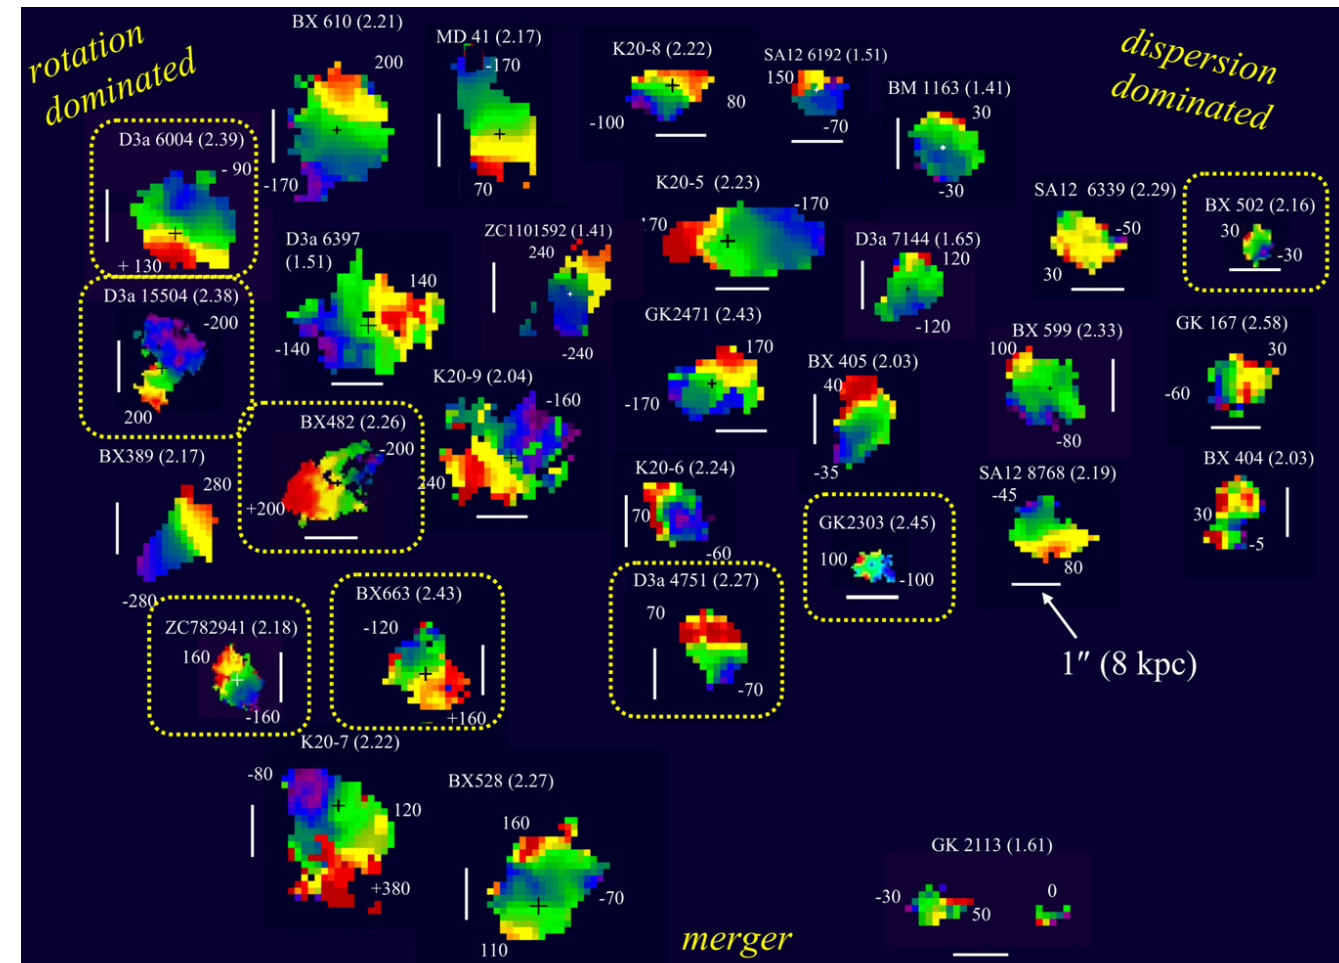 rotation
dominated
dispersion
dominated
BX 610 (2.21)
200
-170
MD 41 (2.17)
-170
70
K20-8 (2.22)
80
-100
SA12 6192 (1.51)
150
-70
BM 1163 (1.41)
30
-30
D3a 6004 (2.39)
- 90
+ 130
K20-5 (2.23)
-170
170
SA12 6339 (2.29)
-50
30
BX 502 (2.16)
30
-30
D3a 6397
(1.51)
140
-140
ZC1101592 (1.41)
240
-240
D3a 7144 (1.65)
120
-120
D3a 15504 (2.38)
-200
200
GK2471 (2.43)
170
-170
BX 599 (2.33)
100
-80
GK 167 (2.58)
30
-60
BX 405 (2.03)
40
-35
K20-9 (2.04)
-160
240
BX482 (2.26)
-200
+200
BX389 (2.17)
280
-280
K20-6 (2.24)
70
-60
SA12 8768 (2.19)
-45
80
BX 404 (2.03)
30
-5
GK2303 (2.45)
100
-100
D3a 4751 (2.27)
70
-70
BX663 (2.43)
-120
+160
ZC782941 (2.18)
160
-160
1″ (8 kpc)
K20-7 (2.22)
-80
120
+380
BX528 (2.27)
160
-70
110
GK 2113 (1.61)
-30
50
0
merger